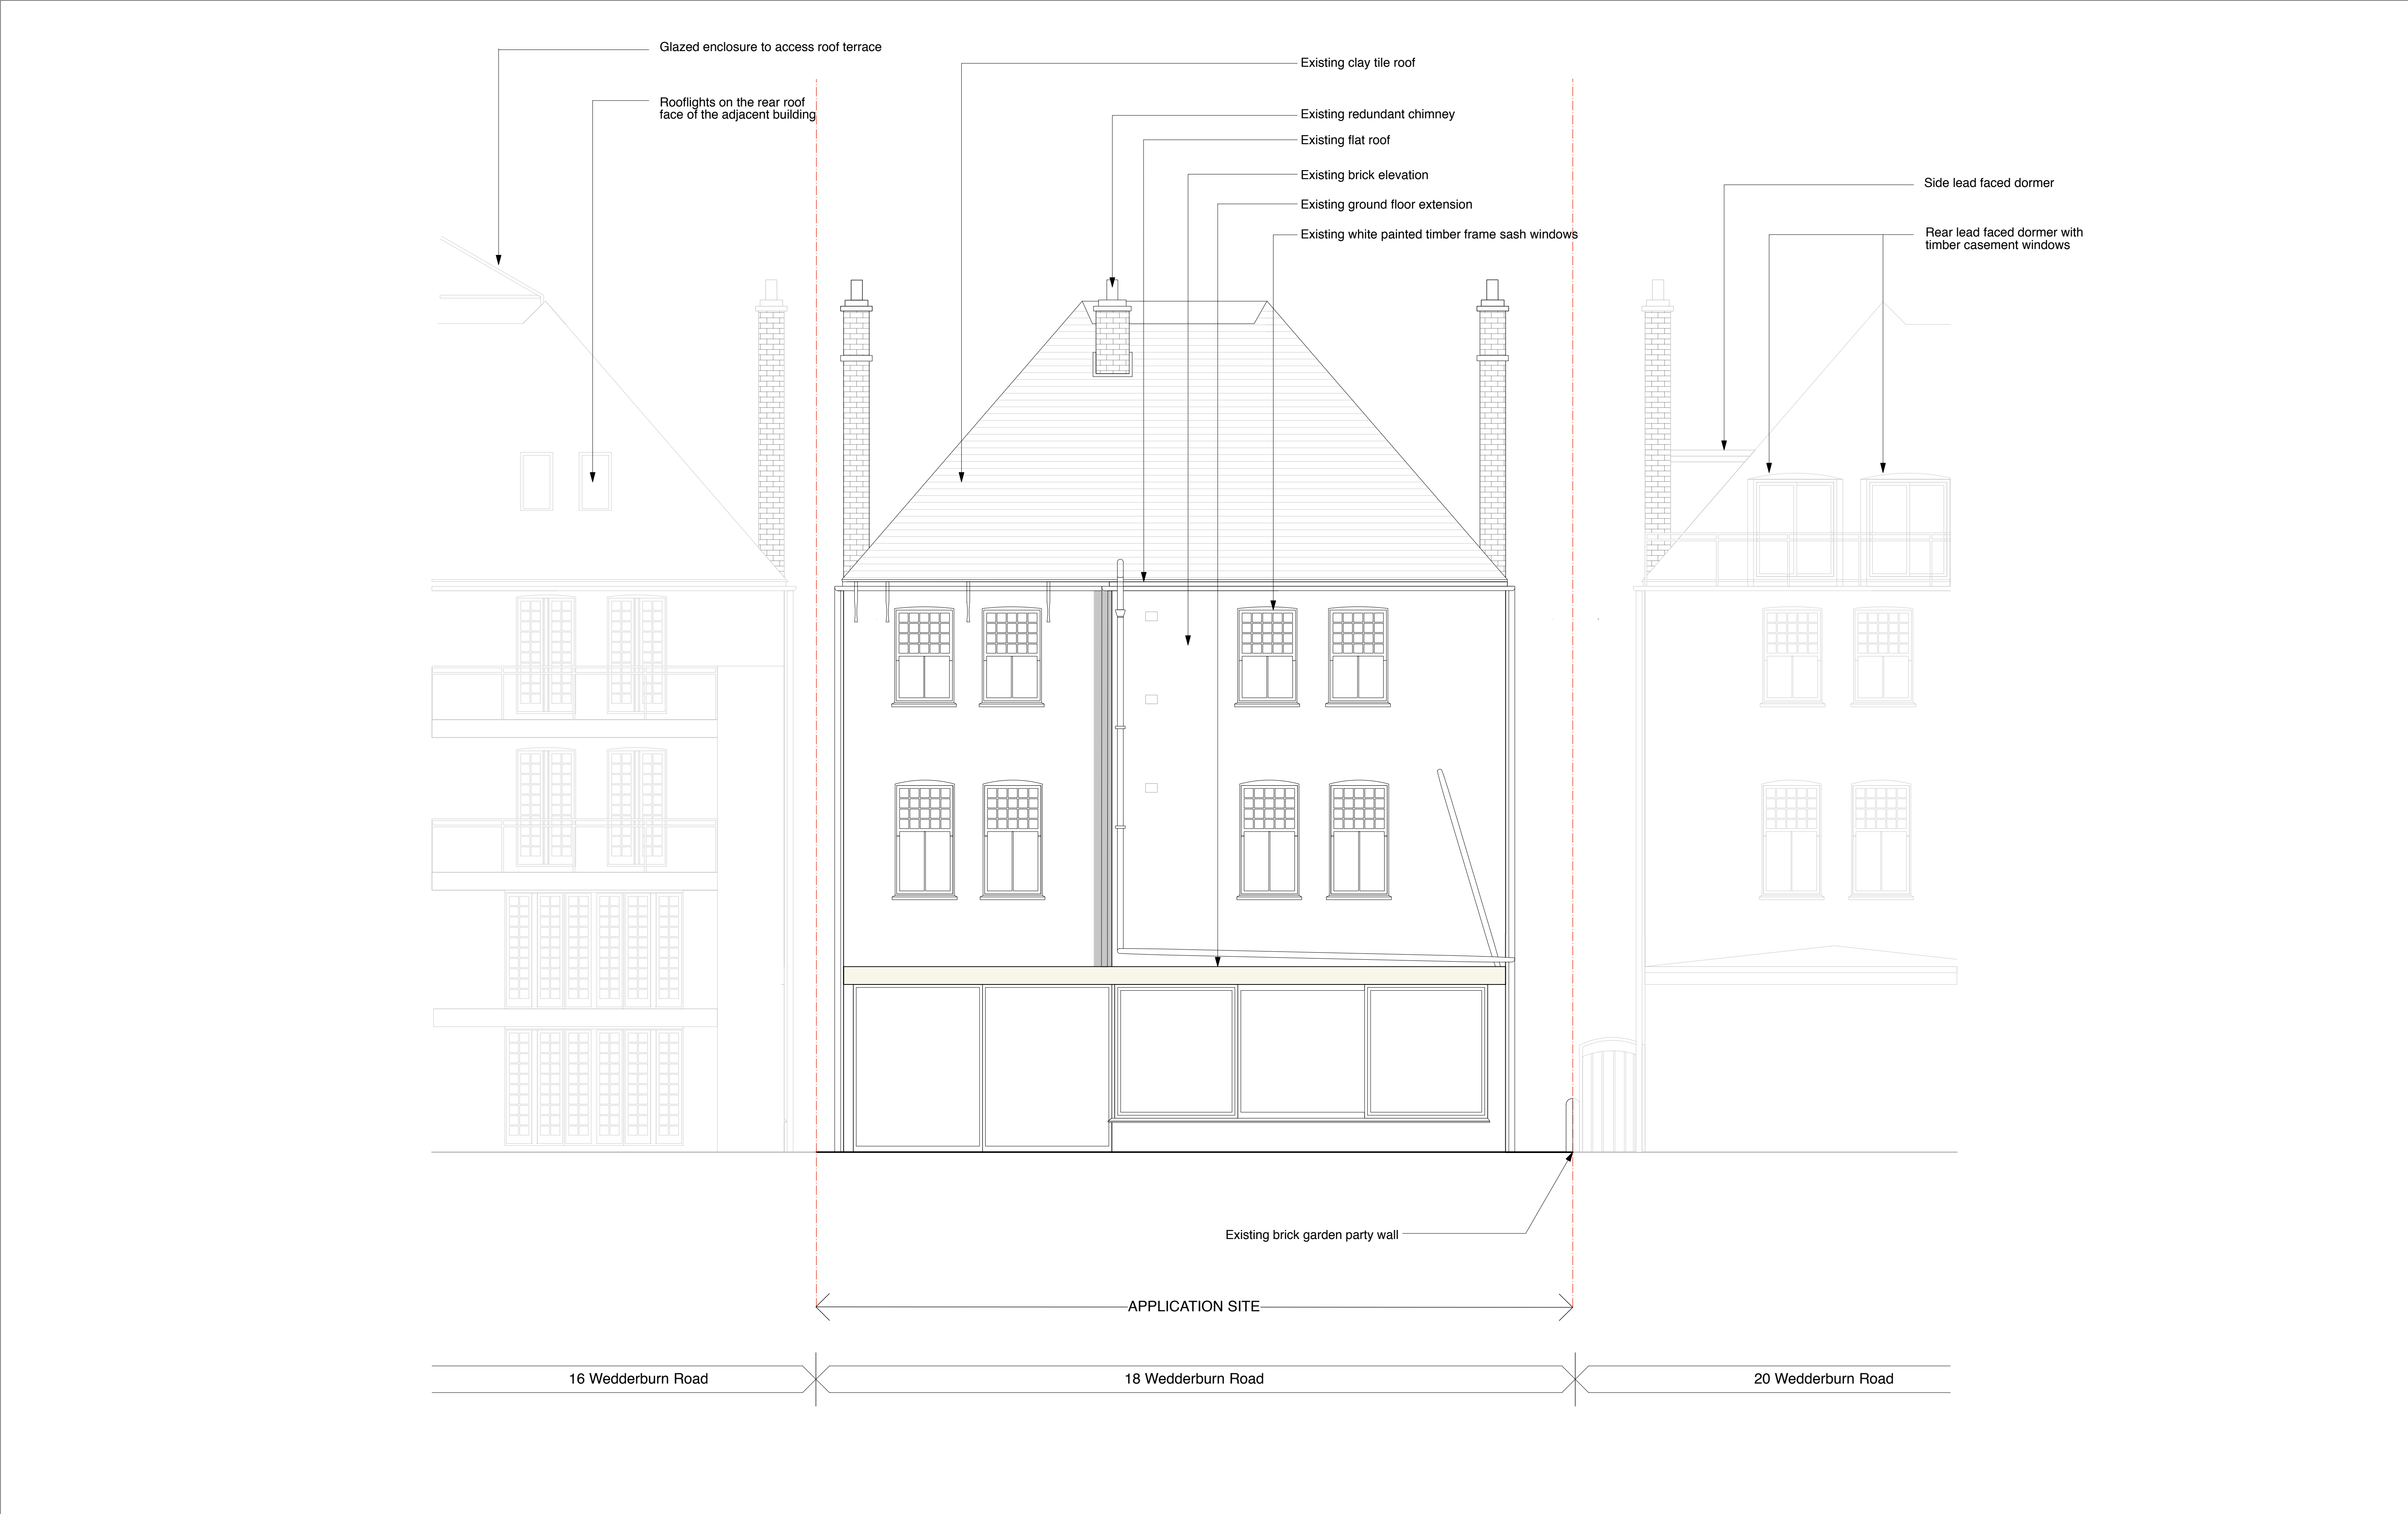 Glazed enclosure to access roof terrace
Rooflights on the rear roof
face of the adjacent building
Existing clay tile roof
Existing redundant chimney
Existing flat roof
Existing brick elevation
Existing ground floor extension
Existing white painted timber frame sash windows
Side lead faced dormer
Rear lead faced dormer with
timber casement windows
Existing brick garden party wall
APPLICATION SITE
16 Wedderburn Road
18 Wedderburn Road
20 Wedderburn Road